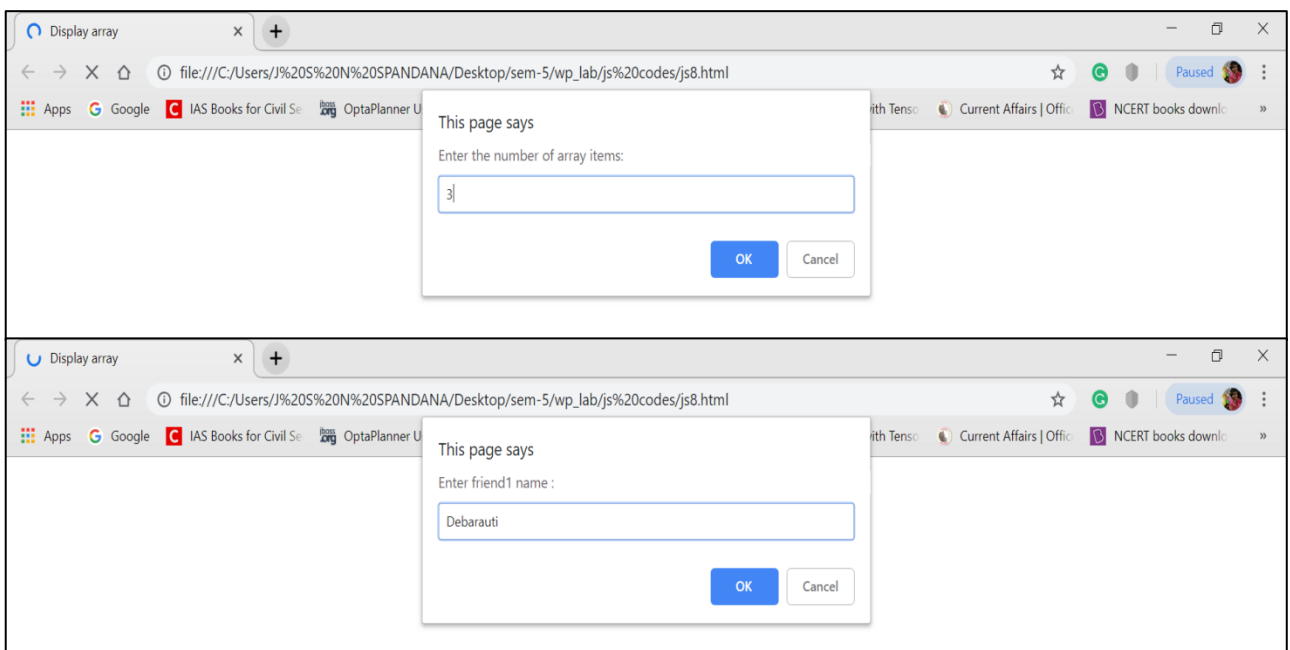 Display array
file:///C:/Users/J%20S%20N%20SPANDANA/Desktop/sem-5/wp_lab/js%20codes/js8.html
Paused
Apps Google IAS Books for Civil Se OptaPlanner U ith Tenso Current Affairs | Offic NCERT books downlo »
This page says
Enter the number of array items:
3
OK Cancel
Display array
file:///C:/Users/J%20S%20N%20SPANDANA/Desktop/sem-5/wp_lab/js%20codes/js8.html
Paused
Apps Google IAS Books for Civil Se OptaPlanner U ith Tenso Current Affairs | Offic NCERT books downlo »
This page says
Enter friend1 name :
Debarauti
OK Cancel